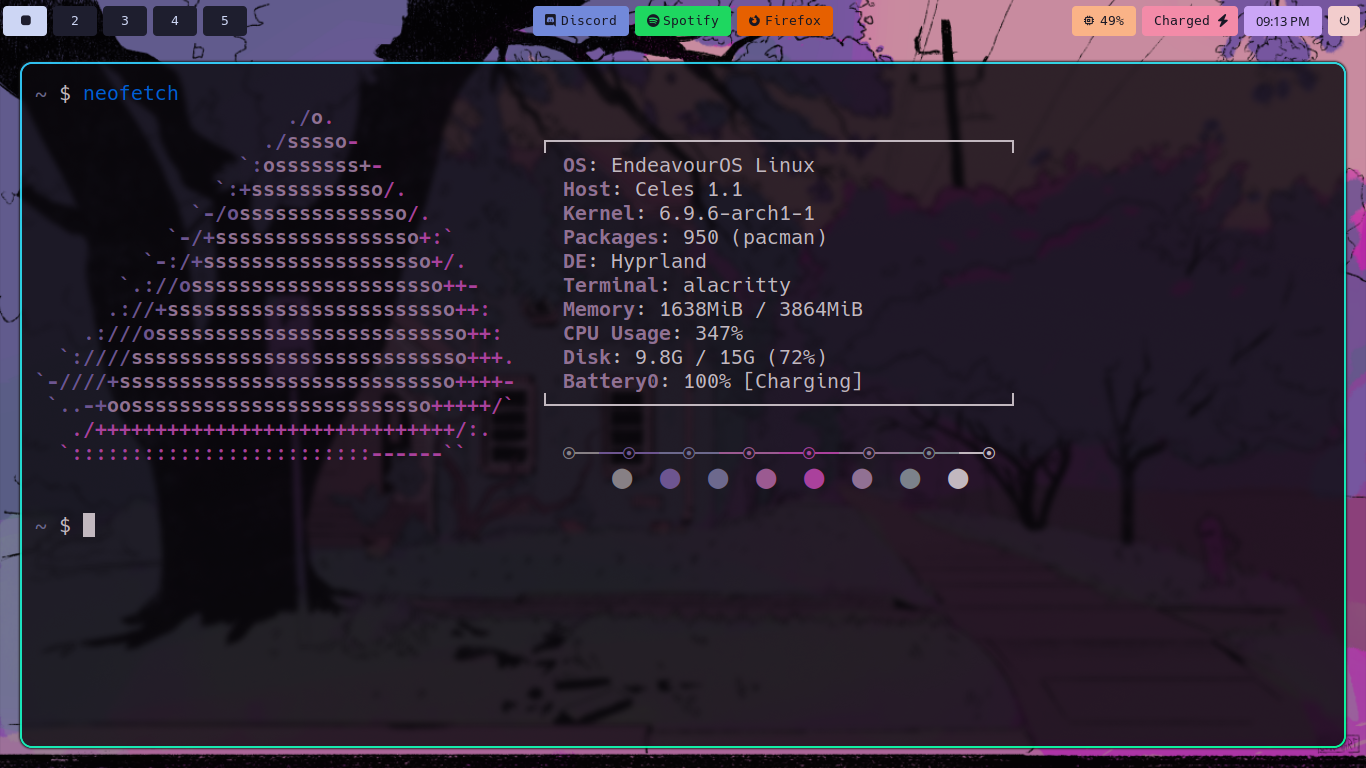 2 3 4 5 Discord Spotify Firefox 49% Charged 09:13 PM
~ $ neofetch
./o.
./sssso-
`:osssssss+-
`:+sssssssssso/.
`-/ossssssssssssso/.
`-/+sssssssssssssssso+:`
`-:/+sssssssssssssssssso+/.
`.://osssssssssssssssssssso++-
.://+ssssssssssssssssssssssso++:
.:///ossssssssssssssssssssssssso++:
`:////ssssssssssssssssssssssssssso+++.
`-////+ssssssssssssssssssssssssssso++++-
`..-+oosssssssssssssssssssssssso+++++/`
./++++++++++++++++++++++++++++++/:.
`:::::::::::::::::::::::::------``
OS: EndeavourOS Linux
Host: Celes 1.1
Kernel: 6.9.6-arch1-1
Packages: 950 (pacman)
DE: Hyprland
Terminal: alacritty
Memory: 1638MiB / 3864MiB
CPU Usage: 347%
Disk: 9.8G / 15G (72%)
Battery0: 100% [Charging]
~ $